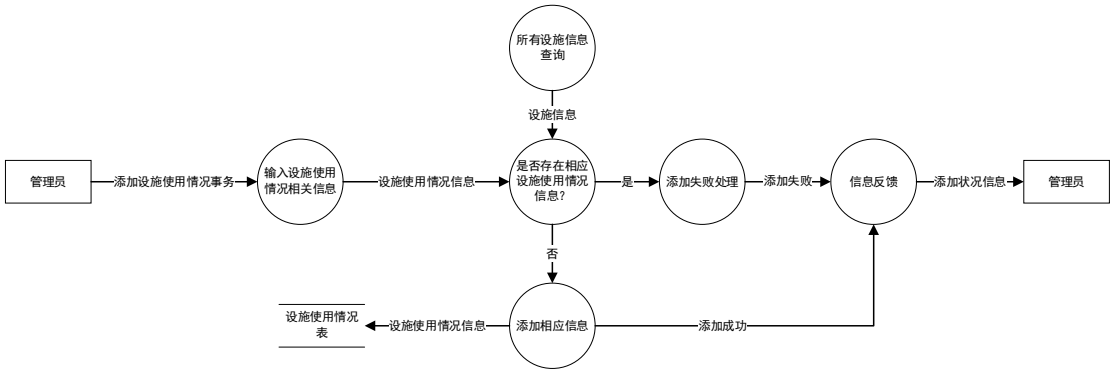 所有设施信息
查询
设施信息
管理员
添加设施使用情况事务
输入设施使用
情况相关信息
设施使用情况信息
是否存在相应
设施使用情况
信息？
是
添加失败处理
添加失败
信息反馈
添加状况信息
管理员
否
设施使用情况
表
设施使用情况信息
添加相应信息
添加成功